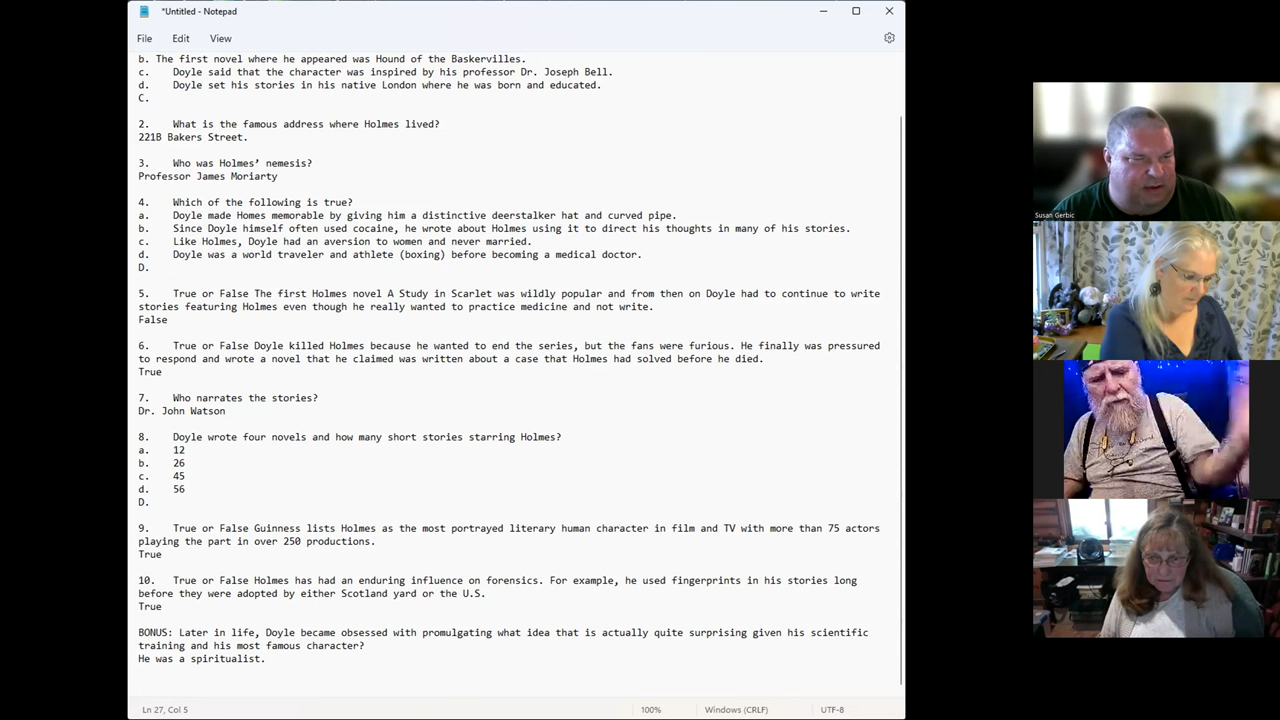 *Untitled - Notepad
File Edit View
b. The first novel where he appeared was Hound of the Baskervilles.
c. Doyle said that the character was inspired by his professor Dr. Joseph Bell.
d. Doyle set his stories in his native London where he was born and educated.
C.
2. What is the famous address where Holmes lived?
221B Bakers Street.
3. Who was Holmes’ nemesis?
Professor James Moriarty
4. Which of the following is true?
a. Doyle made Homes memorable by giving him a distinctive deerstalker hat and curved pipe.
b. Since Doyle himself often used cocaine, he wrote about Holmes using it to direct his thoughts in many of his stories.
c. Like Holmes, Doyle had an aversion to women and never married.
d. Doyle was a world traveler and athlete (boxing) before becoming a medical doctor.
D.
5. True or False The first Holmes novel A Study in Scarlet was wildly popular and from then on Doyle had to continue to write
stories featuring Holmes even though he really wanted to practice medicine and not write.
False
6. True or False Doyle killed Holmes because he wanted to end the series, but the fans were furious. He finally was pressured
to respond and wrote a novel that he claimed was written about a case that Holmes had solved before he died.
True
7. Who narrates the stories?
Dr. John Watson
8. Doyle wrote four novels and how many short stories starring Holmes?
a. 12
b. 26
c. 45
d. 56
D.
9. True or False Guinness lists Holmes as the most portrayed literary human character in film and TV with more than 75 actors
playing the part in over 250 productions.
True
10. True or False Holmes has had an enduring influence on forensics. For example, he used fingerprints in his stories long
before they were adopted by either Scotland yard or the U.S.
True
BONUS: Later in life, Doyle became obsessed with promulgating what idea that is actually quite surprising given his scientific
training and his most famous character?
He was a spiritualist.
Ln 27, Col 5 100% Windows (CRLF) UTF-8
Susan Gerbic